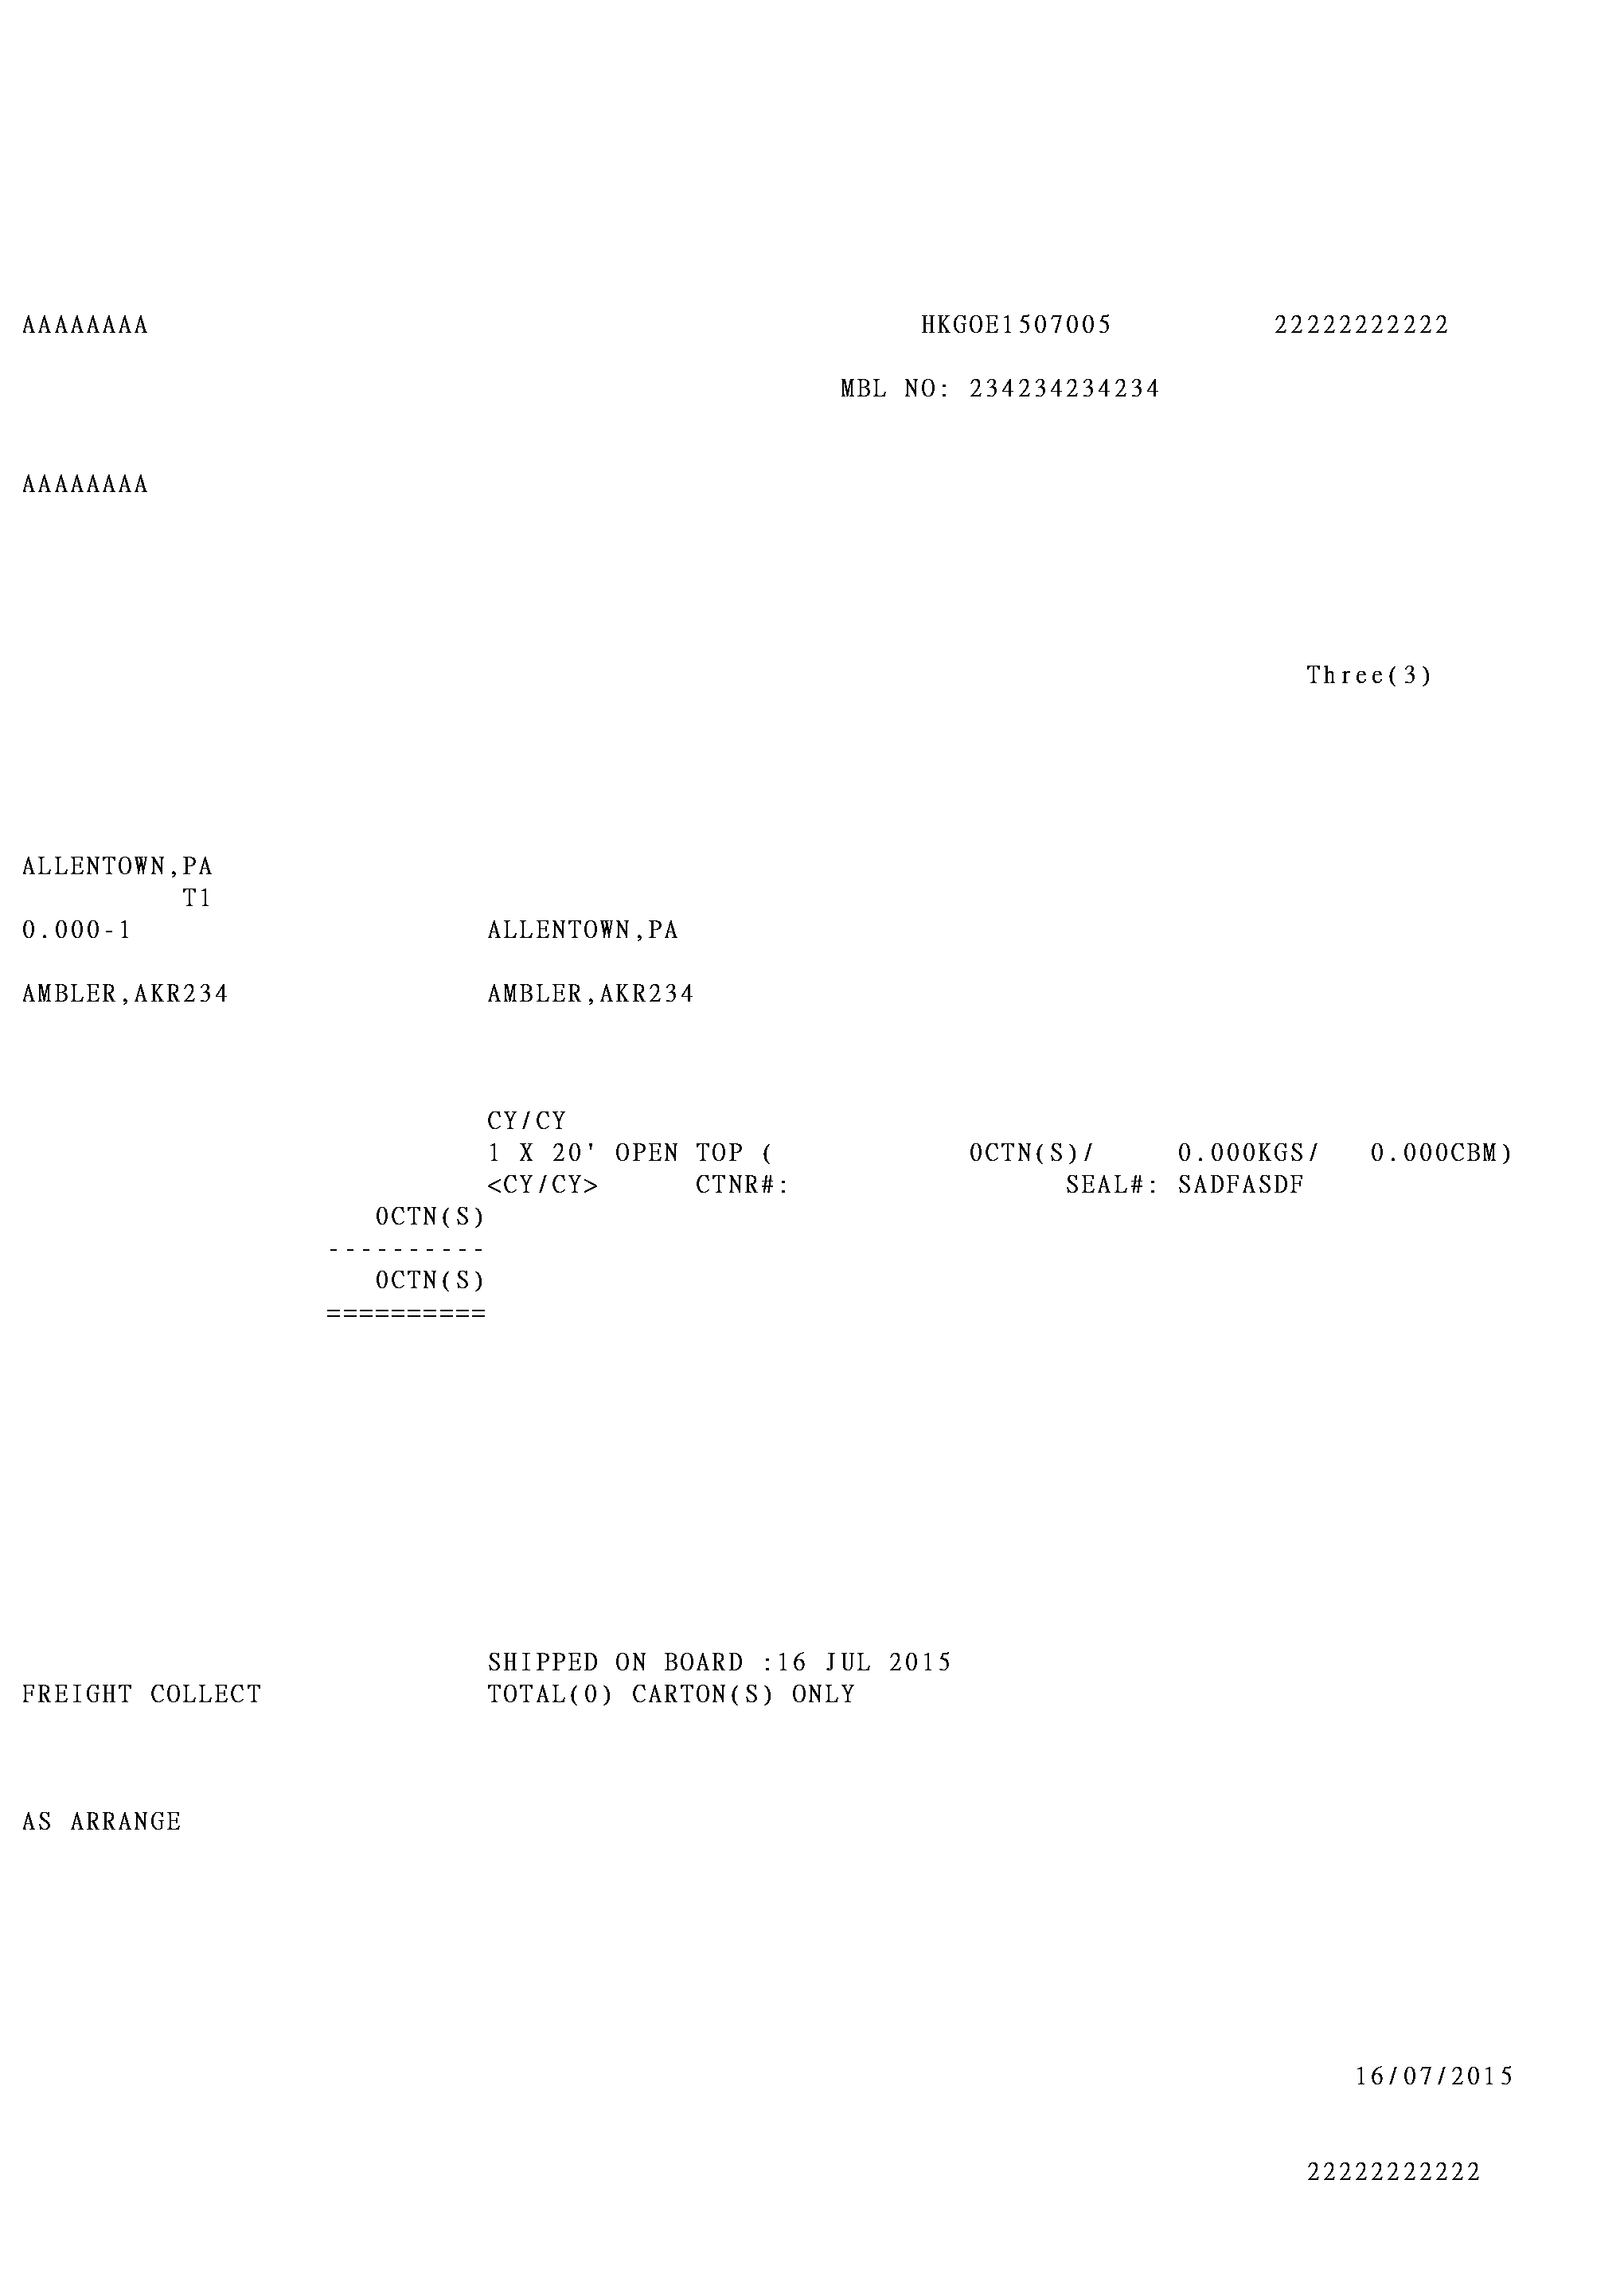 AAAAAAAA HKGOE1507005 22222222222
MBL NO: 234234234234
AAAAAAAA
Three(3)
ALLENTOWN,PA
T1
0.000-1 ALLENTOWN,PA
AMBLER,AKR234 AMBLER,AKR234
CY/CY
1 X 20' OPEN TOP ( 0CTN(S)/ 0.000KGS/ 0.000CBM)
<CY/CY> CTNR#: SEAL#: SADFASDF
0CTN(S)
----------
0CTN(S)
==========
SHIPPED ON BOARD :16 JUL 2015
FREIGHT COLLECT TOTAL(0) CARTON(S) ONLY
AS ARRANGE
16/07/2015
22222222222